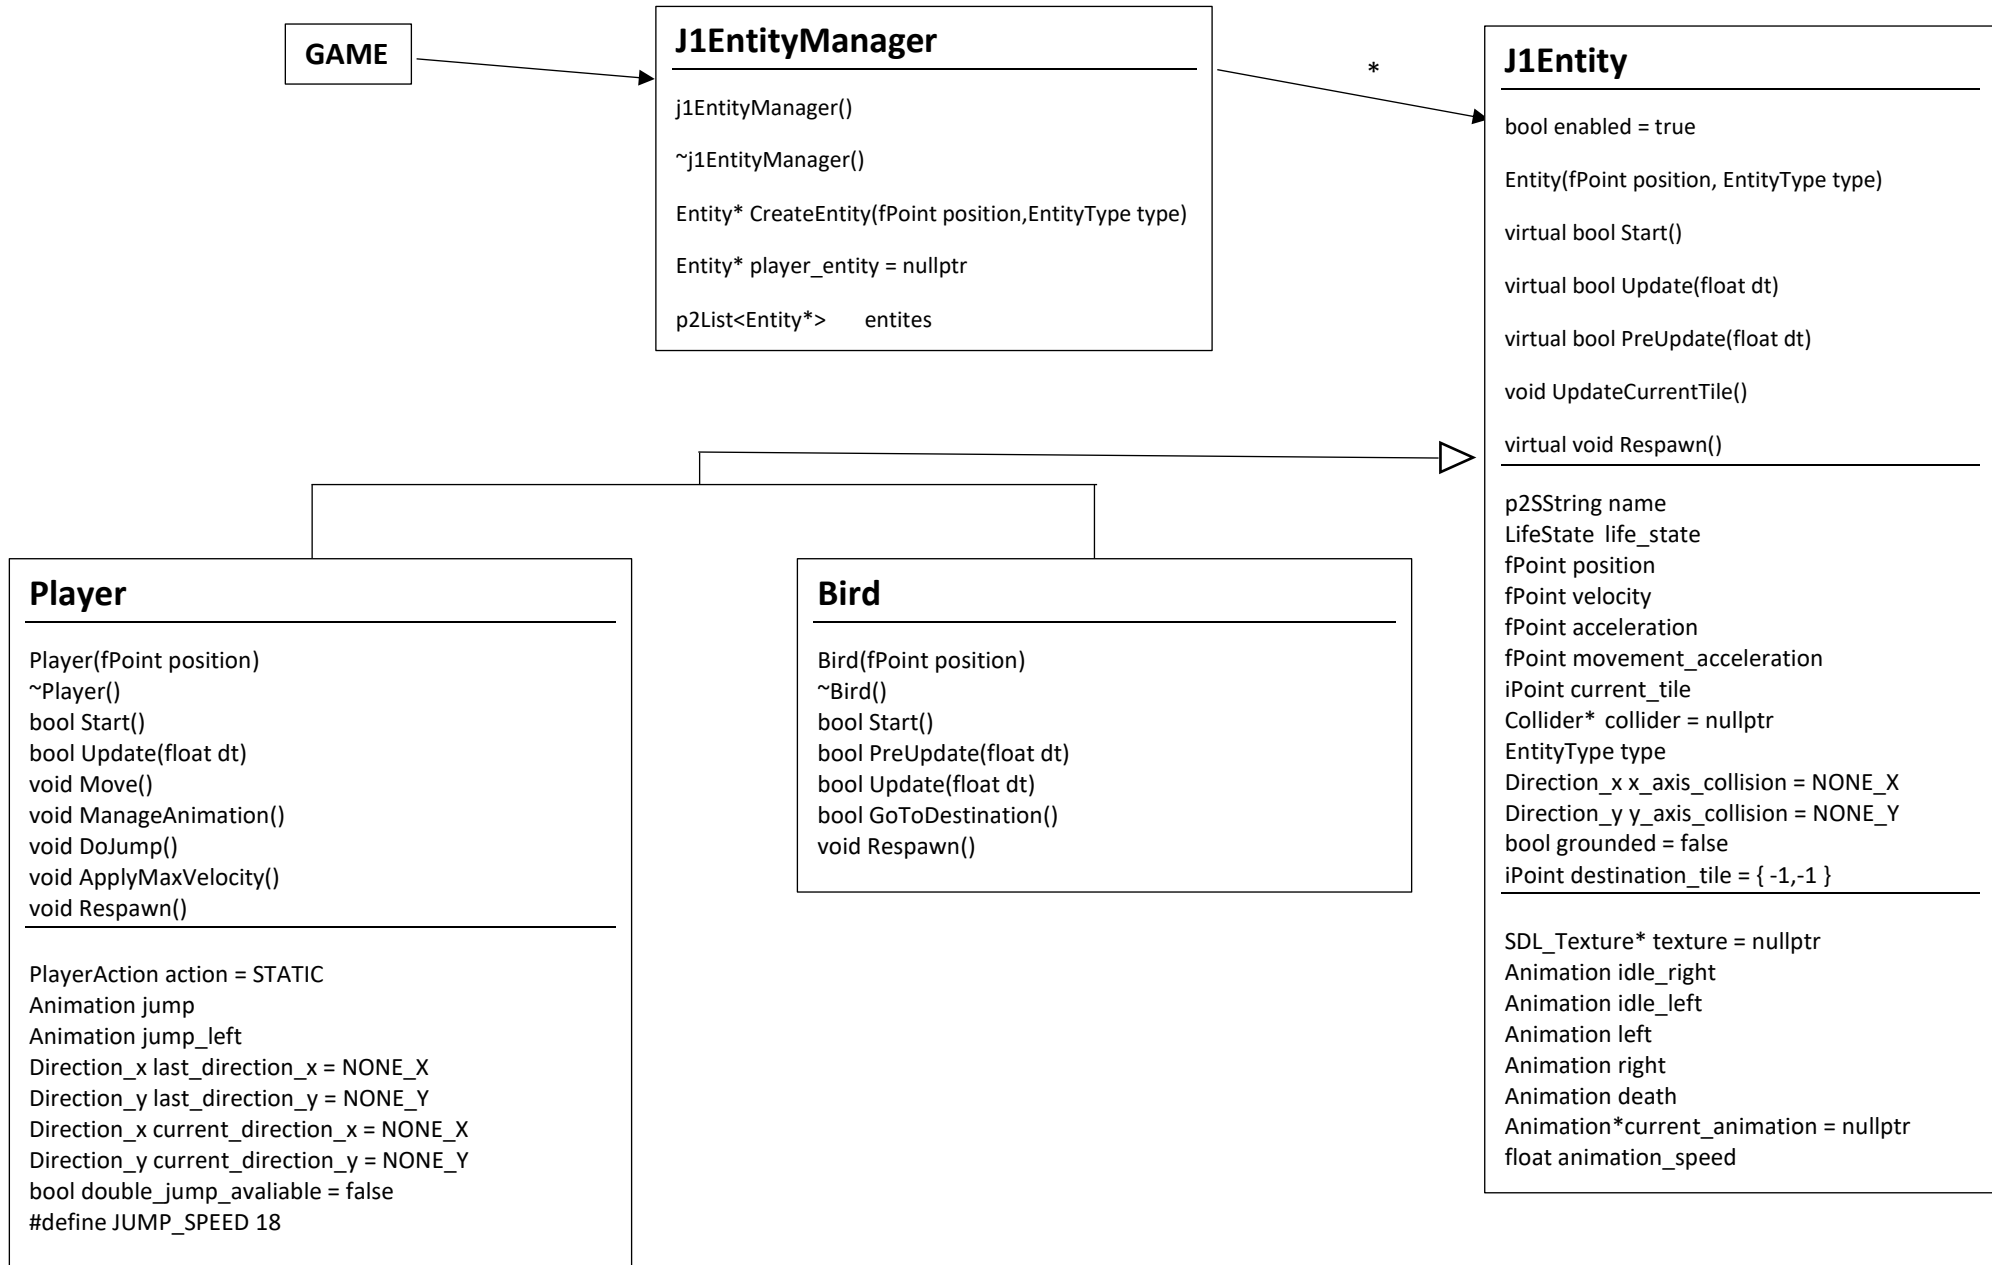 GAME
J1EntityManager
j1EntityManager()
~j1EntityManager()
Entity* CreateEntity(fPoint position,EntityType type)
Entity* player_entity = nullptr
p2List<Entity*> entites
*
J1Entity
bool enabled = true
Entity(fPoint position, EntityType type)
virtual bool Start()
virtual bool Update(float dt)
virtual bool PreUpdate(float dt)
void UpdateCurrentTile()
virtual void Respawn()
p2SString name
LifeState life_state
fPoint position
fPoint velocity
fPoint acceleration
fPoint movement_acceleration
iPoint current_tile
Collider* collider = nullptr
EntityType type
Direction_x x_axis_collision = NONE_X
Direction_y y_axis_collision = NONE_Y
bool grounded = false
iPoint destination_tile = { -1,-1 }
SDL_Texture* texture = nullptr
Animation idle_right
Animation idle_left
Animation left
Animation right
Animation death
Animation*current_animation = nullptr
float animation_speed
Player
Player(fPoint position)
~Player()
bool Start()
bool Update(float dt)
void Move()
void ManageAnimation()
void DoJump()
void ApplyMaxVelocity()
void Respawn()
PlayerAction action = STATIC
Animation jump
Animation jump_left
Direction_x last_direction_x = NONE_X
Direction_y last_direction_y = NONE_Y
Direction_x current_direction_x = NONE_X
Direction_y current_direction_y = NONE_Y
bool double_jump_avaliable = false
#define JUMP_SPEED 18
Bird
Bird(fPoint position)
~Bird()
bool Start()
bool PreUpdate(float dt)
bool Update(float dt)
bool GoToDestination()
void Respawn()